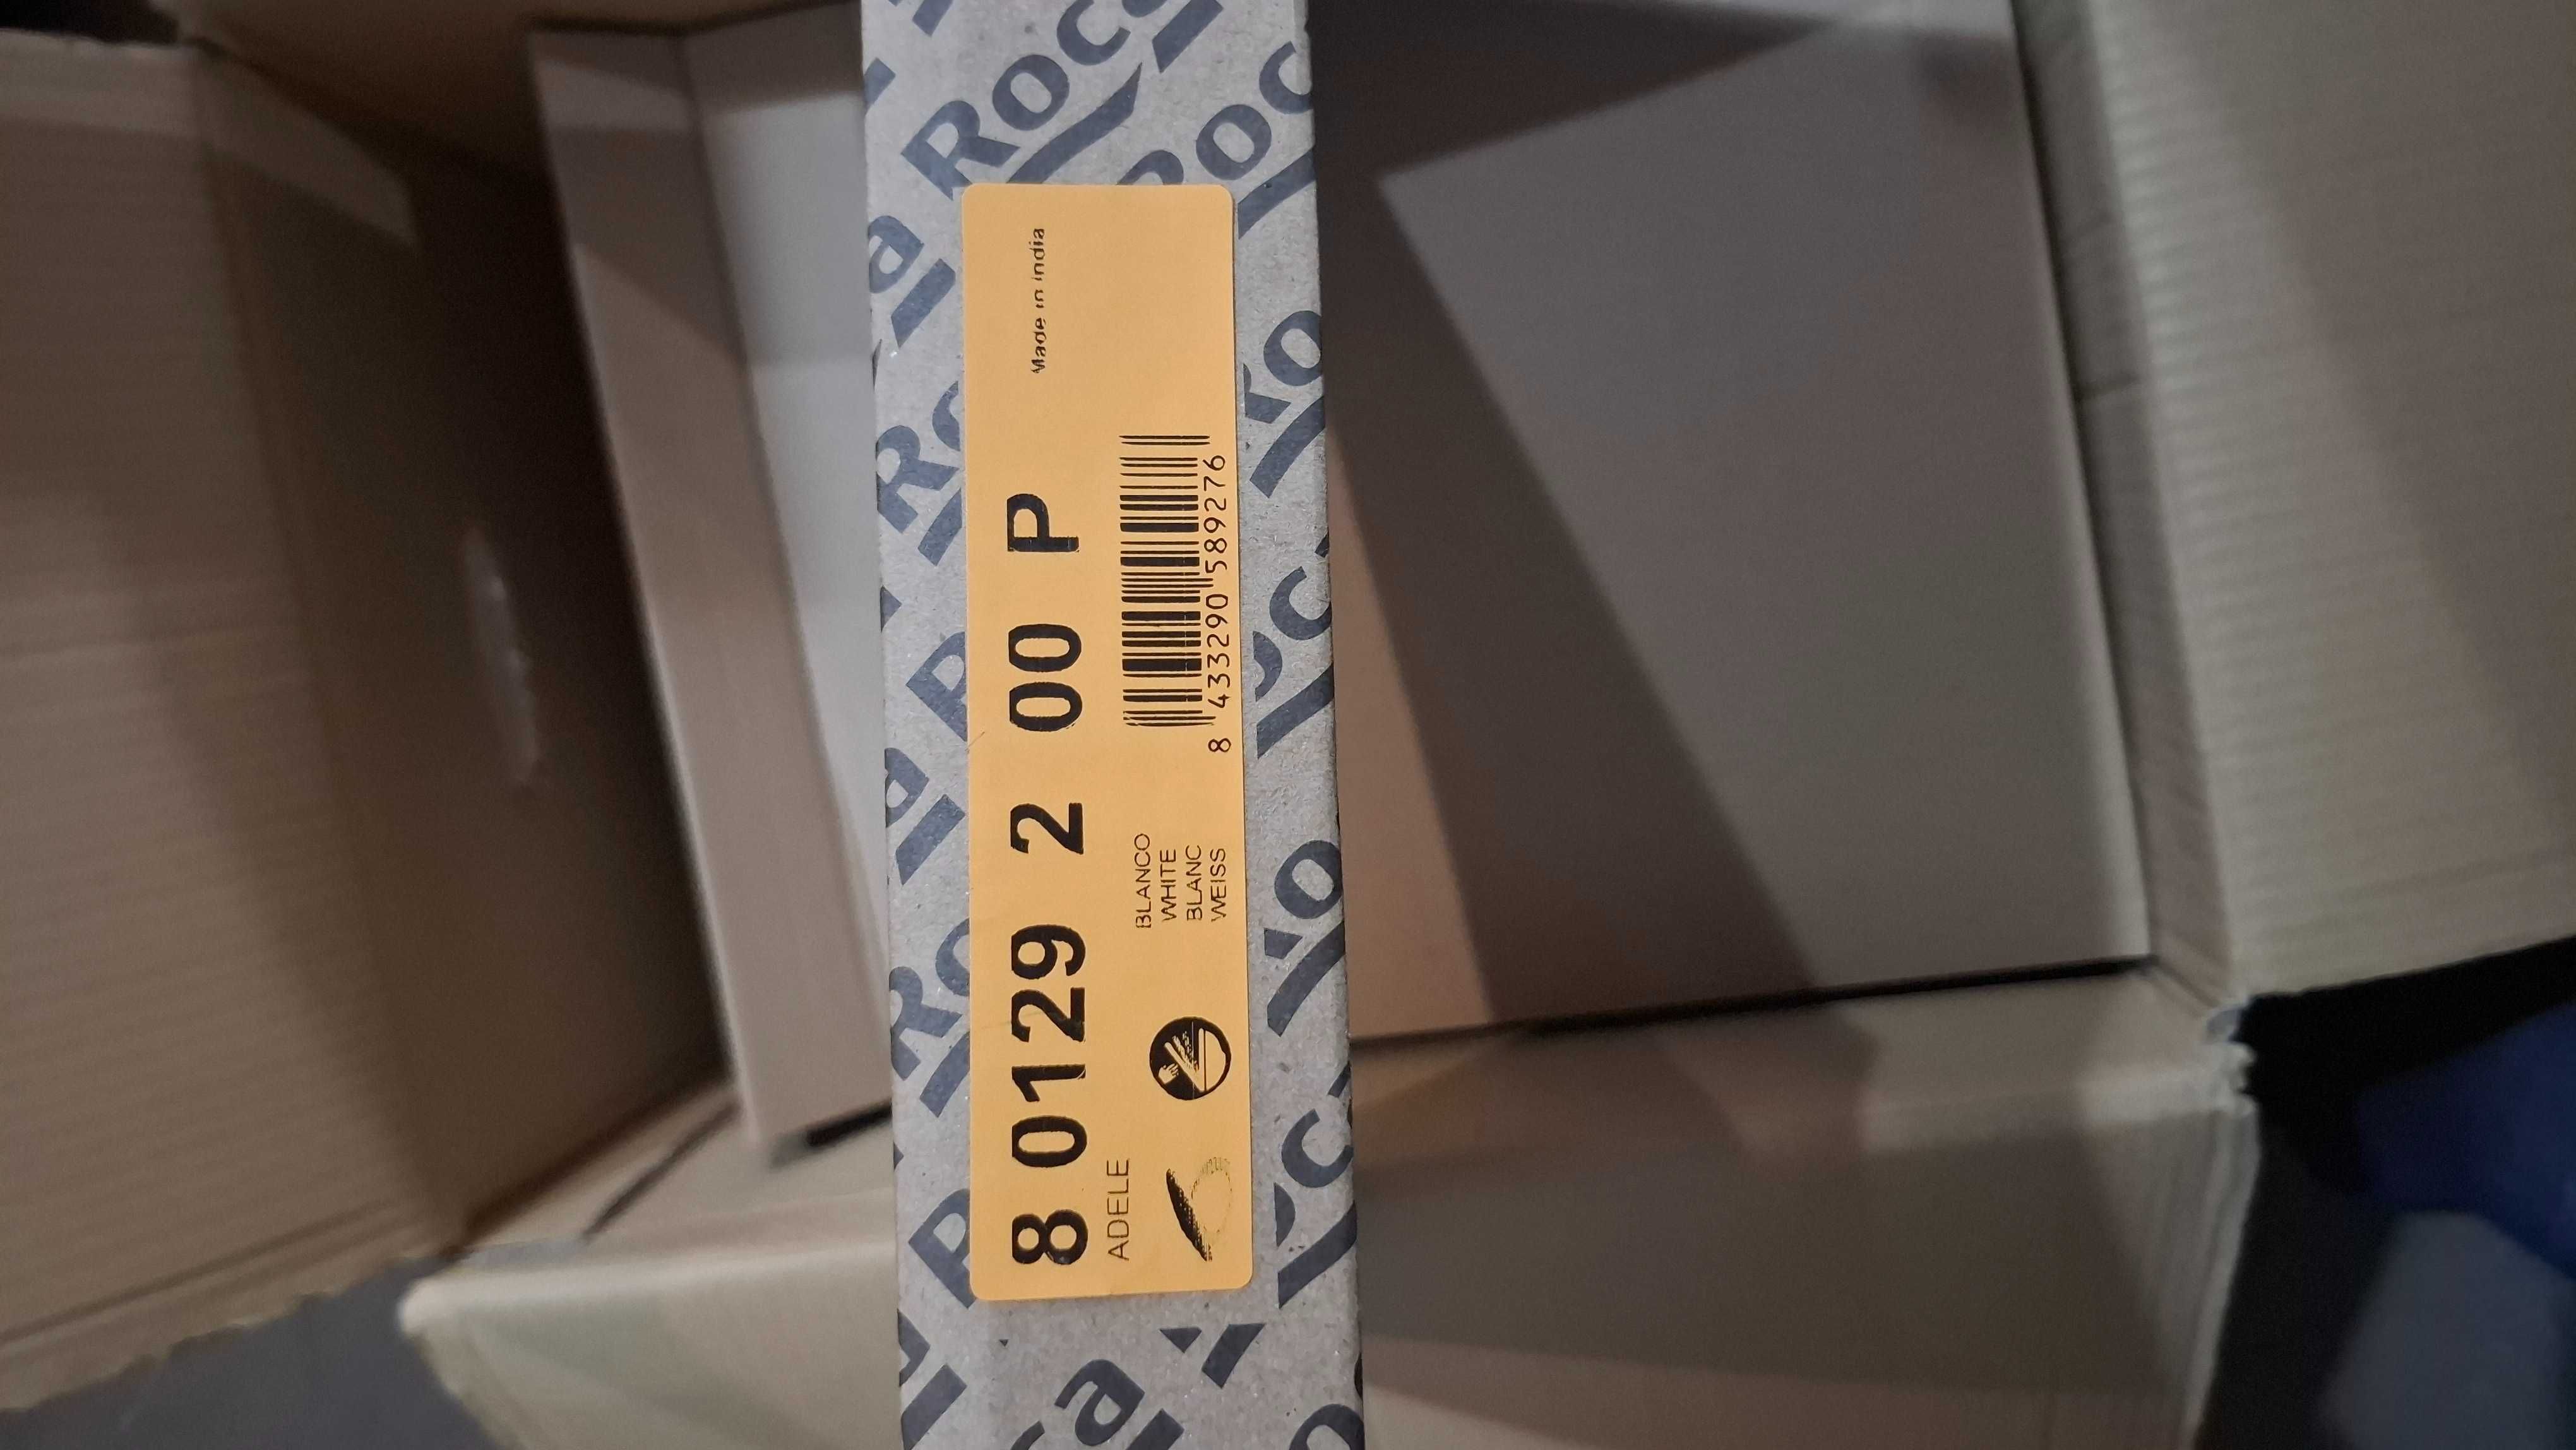 Roca
Made in India
8 0129 2 00 P
ADELE
BLANCO
WHITE
BLANC
WEISS
8 433290 589276